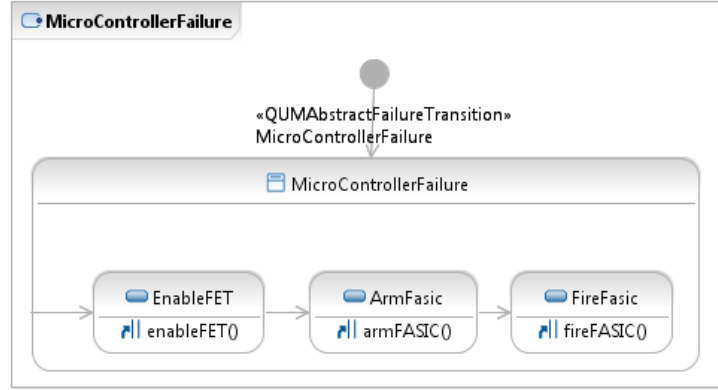 MicroControllerFailure
«QUMAbstractFailureTransition»
MicroControllerFailure
MicroControllerFailure
EnableFET
ArmFasic
FireFasic
enableFET()
armFASIC()
fireFASIC()